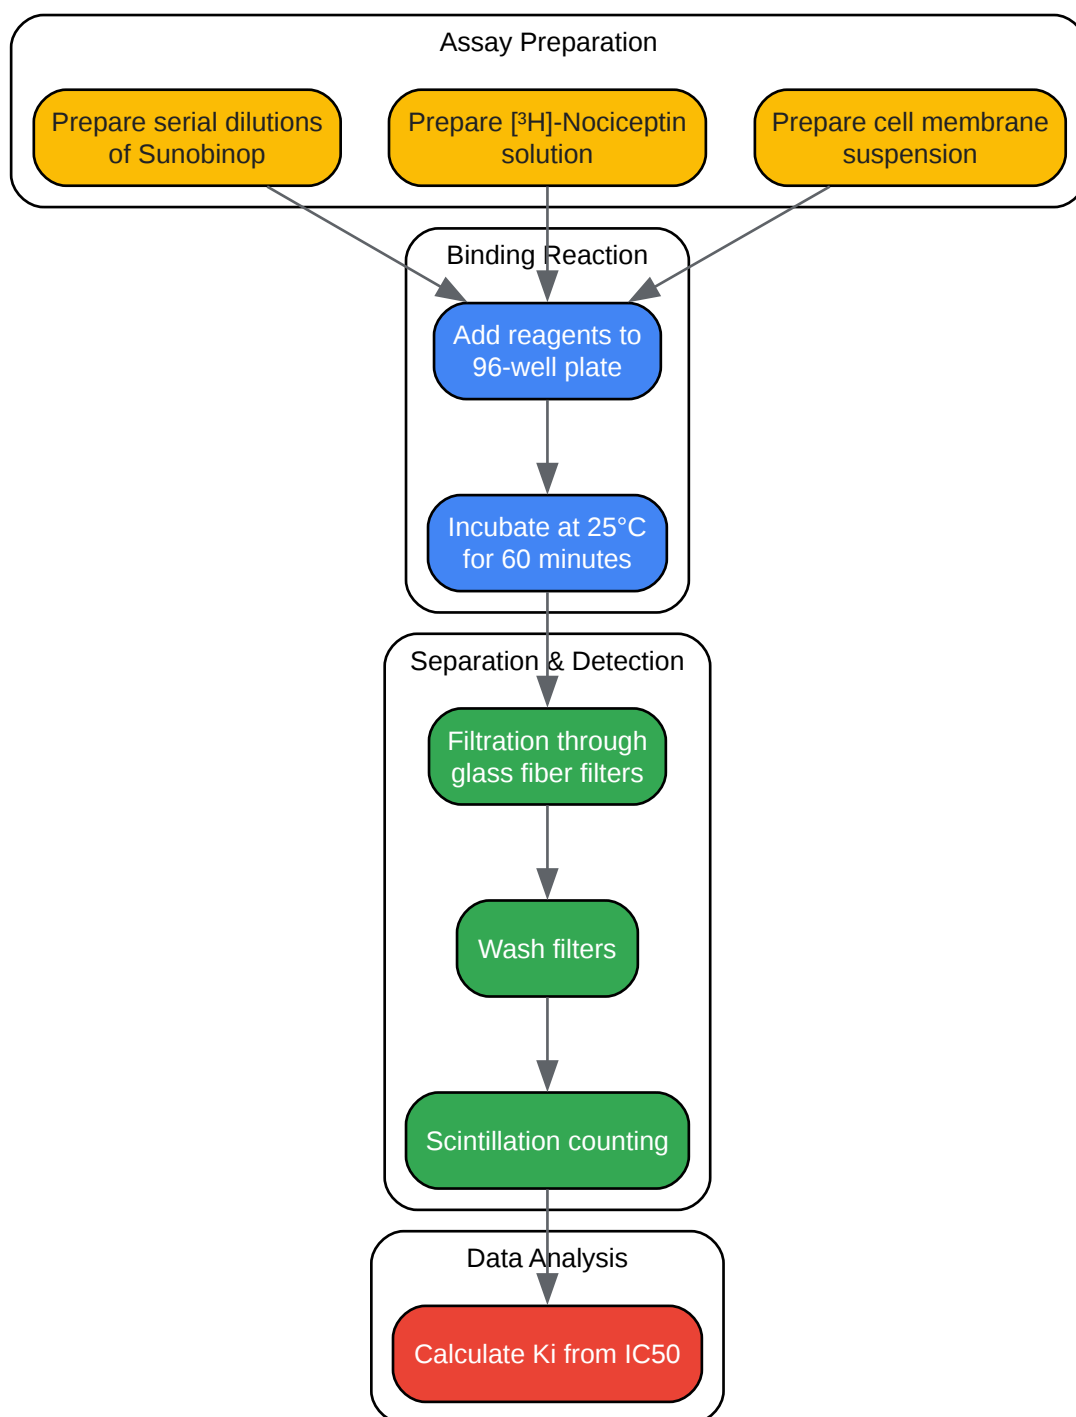 Assay Preparation
Prepare serial dilutions
of Sunobinop
Prepare [³H]-Nociceptin
solution
Prepare cell membrane
suspension
Binding Reaction
Add reagents to
96-well plate
Incubate at 25°C
for 60 minutes
Separation & Detection
Filtration through
glass fiber filters
Wash filters
Scintillation counting
Data Analysis
Calculate Ki from IC50